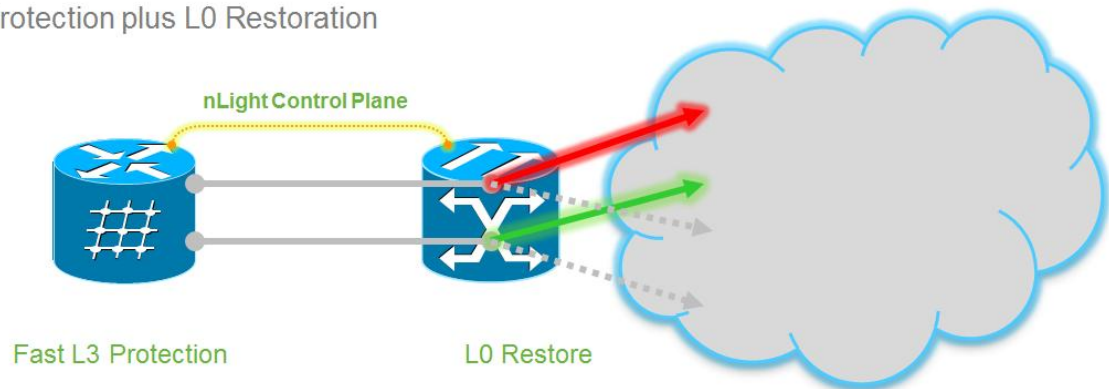 rotection plus L0 Restoration
nLight Control Plane
Fast L3 Protection
L0 Restore